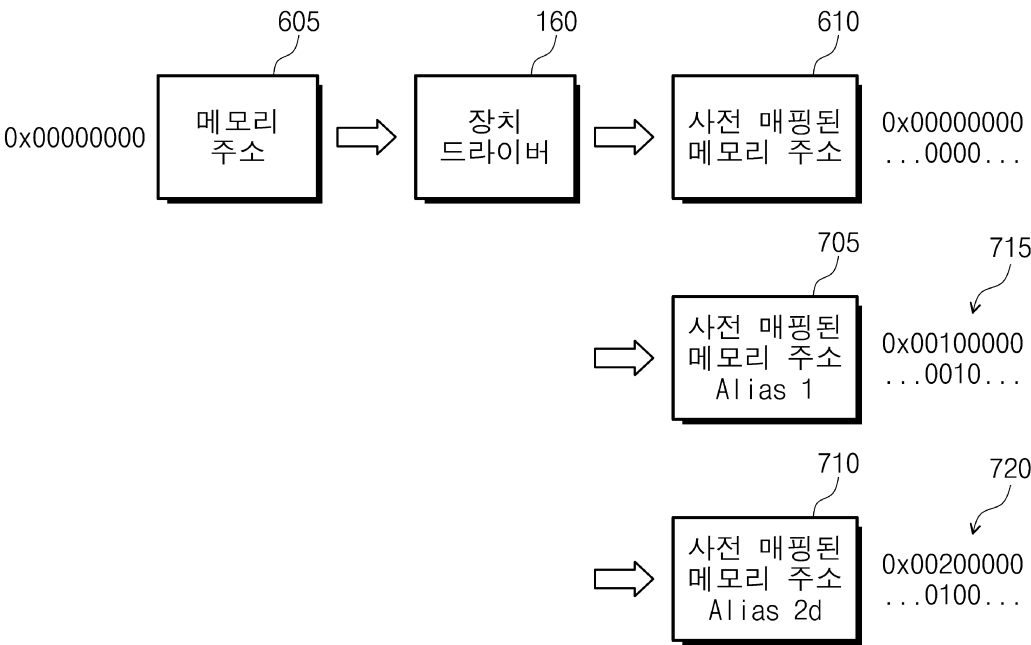 605
160
610
0x00000000
메모리
주소
장치
드라이버
사전 매핑된
메모리 주소
0x00000000
...0000...
705
715
사전 매핑된
메모리 주소
Alias 1
0x00100000
...0010...
710
720
사전 매핑된
메모리 주소
Alias 2d
0x00200000
...0100...